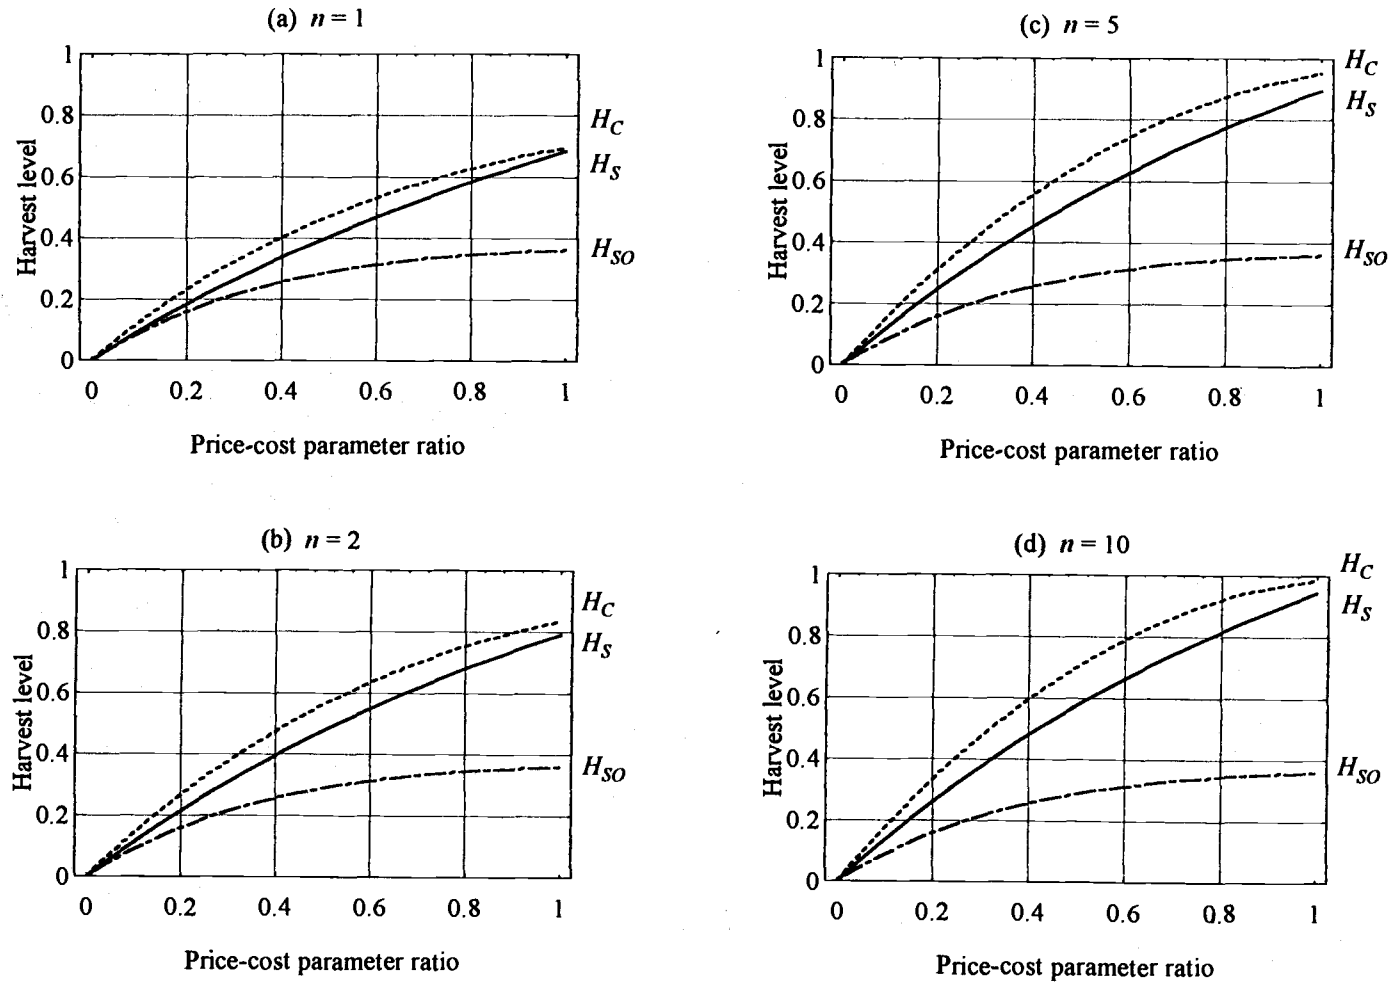 (a) n = 1
1
0.8
0.6
0.4
0.2
0
Harvest level
H_C
H_S
H_SO
0 0.2 0.4 0.6 0.8 1
Price-cost parameter ratio
(b) n = 2
1
0.8
0.6
0.4
0.2
0
Harvest level
H_C
H_S
H_SO
0 0.2 0.4 0.6 0.8 1
Price-cost parameter ratio
(c) n = 5
1
0.8
0.6
0.4
0.2
0
Harvest level
H_C
H_S
H_SO
0 0.2 0.4 0.6 0.8 1
Price-cost parameter ratio
(d) n = 10
1
0.8
0.6
0.4
0.2
0
Harvest level
H_C
H_S
H_SO
0 0.2 0.4 0.6 0.8 1
Price-cost parameter ratio